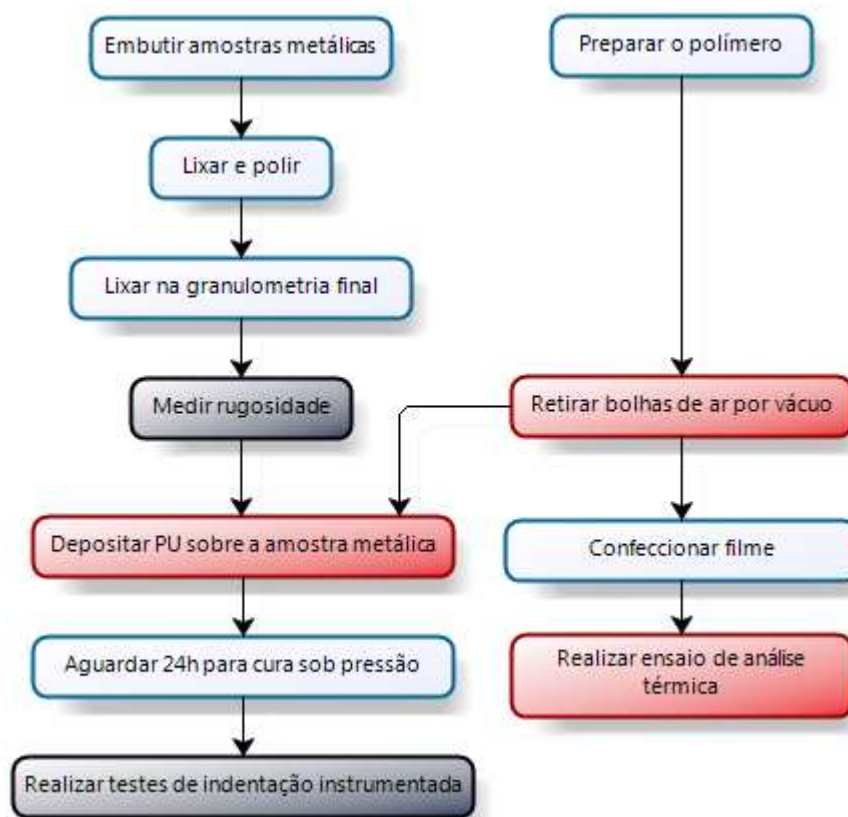 Embutir amostras metálicas
Preparar o polímero
Lixar e polir
Lixar na granulometria final
Medir rugosidade
Retirar bolhas de ar por vácuo
Depositar PU sobre a amostra metálica
Confeccionar filme
Aguardar 24h para cura sob pressão
Realizar ensaio de análise
térmica
Realizar testes de indentação instrumentada